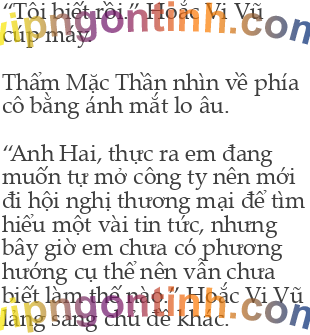 “Tôi biết rồi.” Hoắc Vi Vũ
cúp máy.
Thẩm Mặc Thần nhìn về phía
cô bằng ánh mắt lo âu.
“Anh Hai, thực ra em đang
muốn tự mở công ty nên mới
đi hội nghị thương mại để tìm
hiểu một vài tin tức, nhưng
bây giờ em chưa có phương
hướng cụ thể nên vẫn chưa
biết làm thế nào.” Hoắc Vi Vũ
lảng sang chủ đề khác.
vipngontinh.com
vipngontinh.com